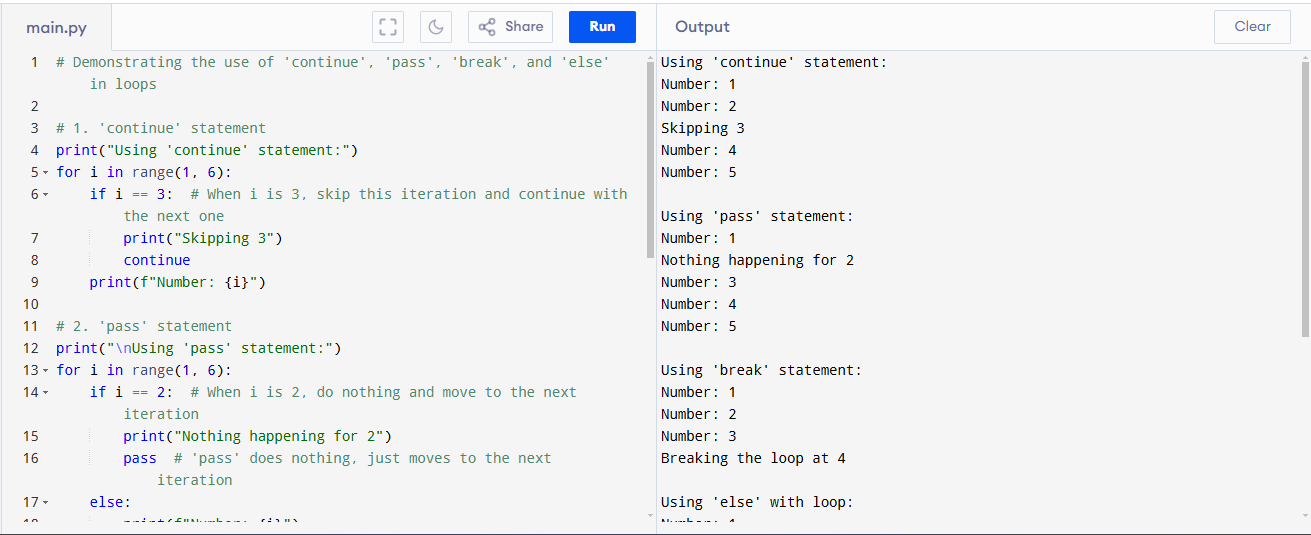 main.py
Share
Run
Output
Clear
1 # Demonstrating the use of 'continue', 'pass', 'break', and 'else'
in loops
2
3 # 1. 'continue' statement
4 print("Using 'continue' statement:")
5 for i in range(1, 6):
6 if i == 3:  # When i is 3, skip this iteration and continue with
the next one
7 print("Skipping 3")
8 continue
9 print(f"Number: {i}")
10
11 # 2. 'pass' statement
12 print("\nUsing 'pass' statement:")
13 for i in range(1, 6):
14 if i == 2:  # When i is 2, do nothing and move to the next
iteration
15 print("Nothing happening for 2")
16 pass  # 'pass' does nothing, just moves to the next
iteration
17 else:
18 print(f"Number: {i}")
Using 'continue' statement:
Number: 1
Number: 2
Skipping 3
Number: 4
Number: 5
Using 'pass' statement:
Number: 1
Nothing happening for 2
Number: 3
Number: 4
Number: 5
Using 'break' statement:
Number: 1
Number: 2
Number: 3
Breaking the loop at 4
Using 'else' with loop:
Number: 1